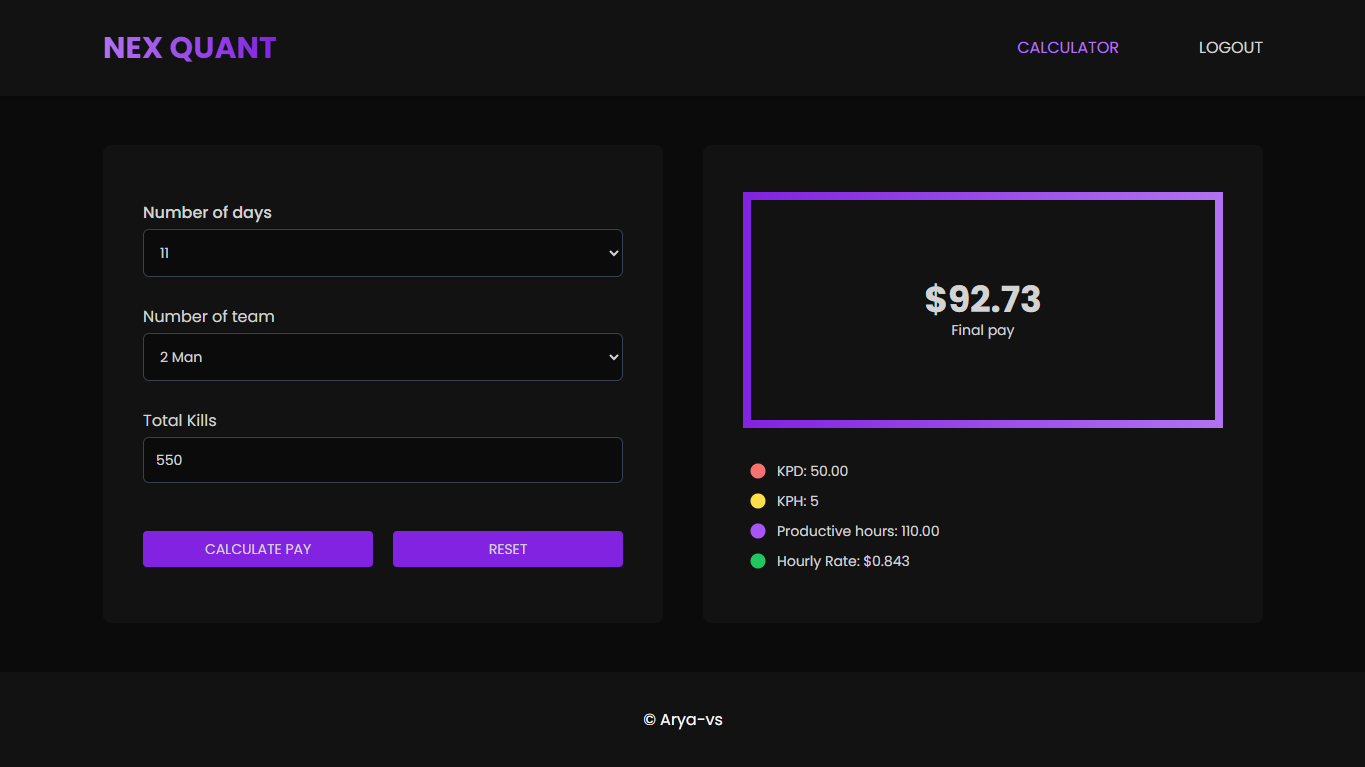 NEX QUANT
CALCULATOR
LOGOUT
Number of days
11
Number of team
2 Man
Total Kills
550
CALCULATE PAY
RESET
$92.73
Final pay
KPD: 50.00
KPH: 5
Productive hours: 110.00
Hourly Rate: $0.843
© Arya-vs